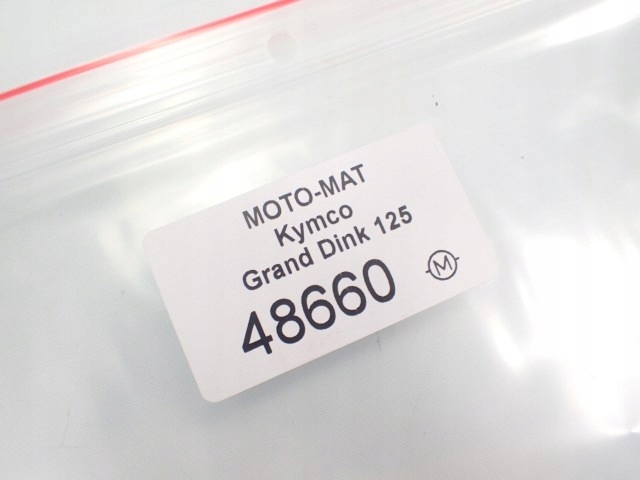 MOTO-MAT
Kymco
Grand Dink 125
48660
M